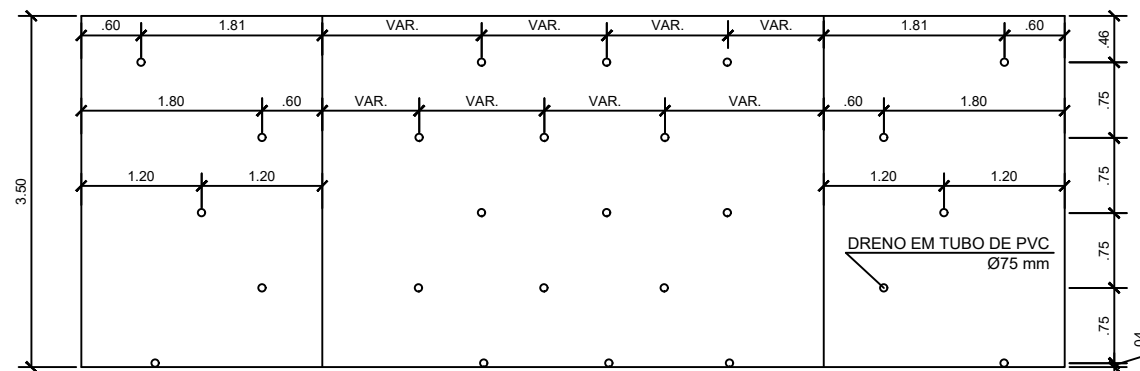 .60 1.81 VAR. VAR. VAR. VAR. 1.81 .60
.46
1.80 .60 VAR. VAR. VAR. VAR. .60 1.80
.75
1.20 1.20 1.20 1.20
.75
3.50
DRENO EM TUBO DE PVC
Ø75 mm
.75
.75
.04